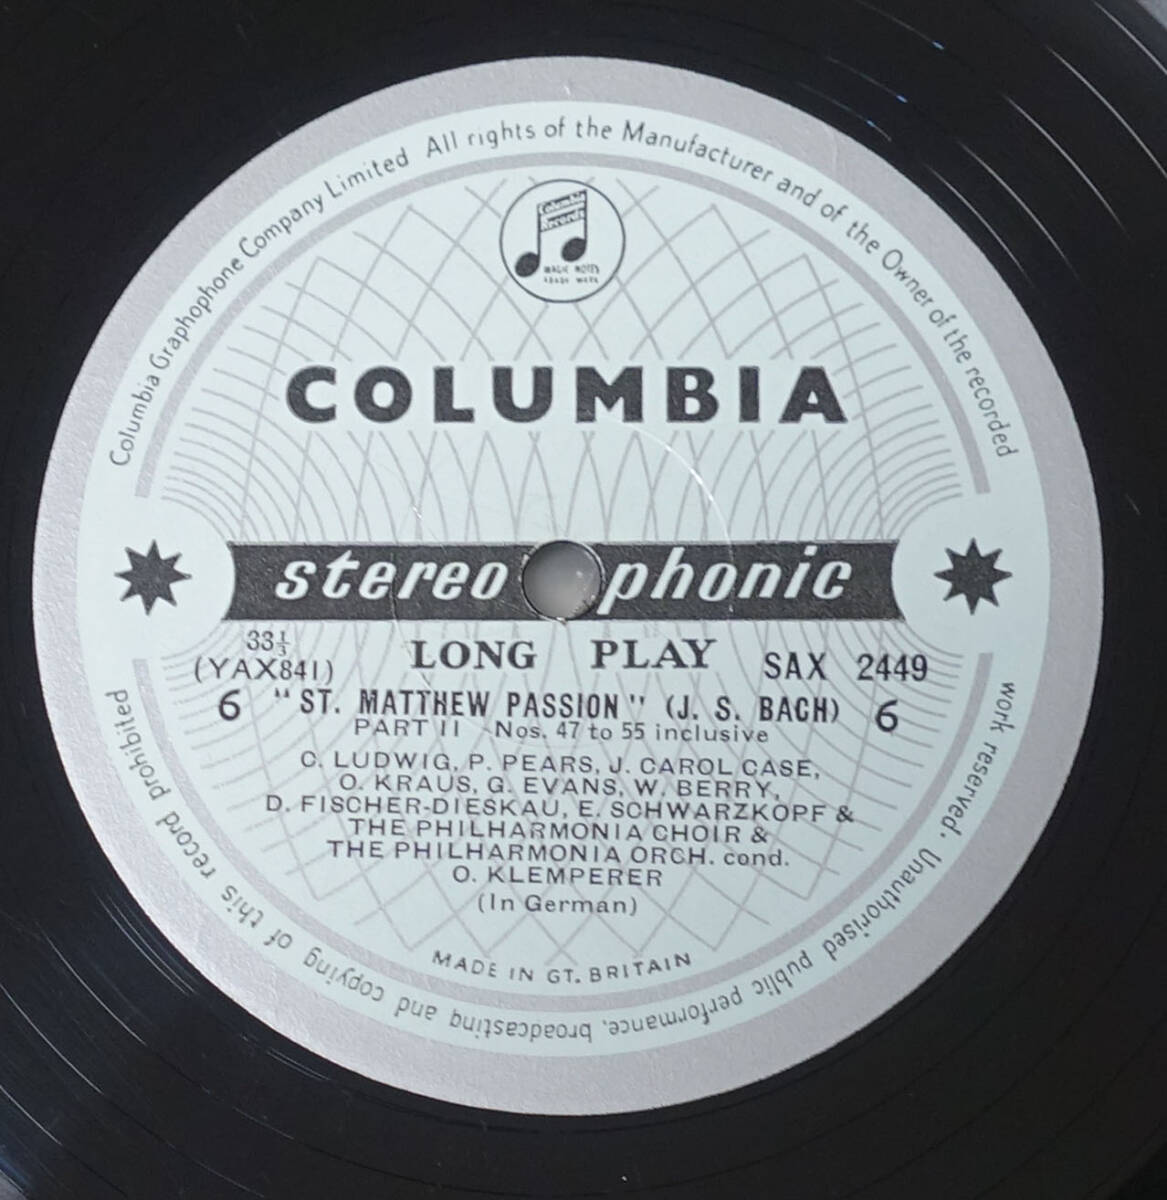 Columbia Graphophone Company Limited All rights of the Manufacturer and of the Owner of the recorded work reserved. Unauthorised public performance, broadcasting and copying of this record prohibited
Columbia
Records
MAGIC NOTES
TRADE MARK
COLUMBIA
stereophonic
33⅓
LONG PLAY
(YAX841)
SAX 2449
6 "ST. MATTHEW PASSION" (J. S. BACH) 6
PART II Nos. 47 to 55 inclusive
C. LUDWIG, P. PEARS, J. CAROL CASE,
O. KRAUS, G. EVANS, W. BERRY,
D. FISCHER-DIESKAU, E. SCHWARZKOPF &
THE PHILHARMONIA CHOIR &
THE PHILHARMONIA ORCH. cond.
O. KLEMPERER
(In German)
MADE IN GT. BRITAIN